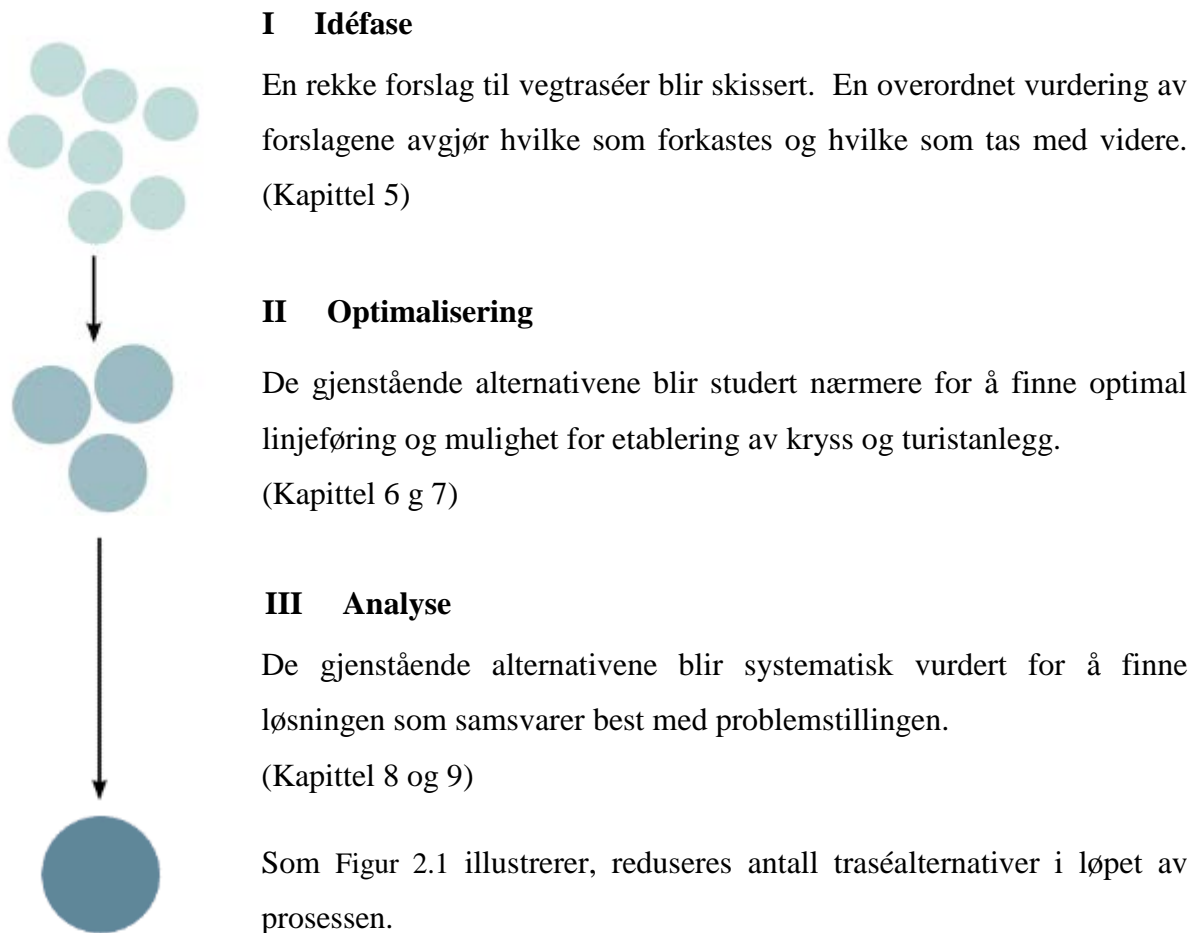 I Idéfase
En rekke forslag til vegtraséer blir skissert. En overordnet vurdering av
forslagene avgjør hvilke som forkastes og hvilke som tas med videre.
(Kapittel 5)
II Optimalisering
De gjenstående alternativene blir studert nærmere for å finne optimal
linjeføring og mulighet for etablering av kryss og turistanlegg.
(Kapittel 6 g 7)
III Analyse
De gjenstående alternativene blir systematisk vurdert for å finne
løsningen som samsvarer best med problemstillingen.
(Kapittel 8 og 9)
Som Figur 2.1 illustrerer, reduseres antall traséalternativer i løpet av
prosessen.